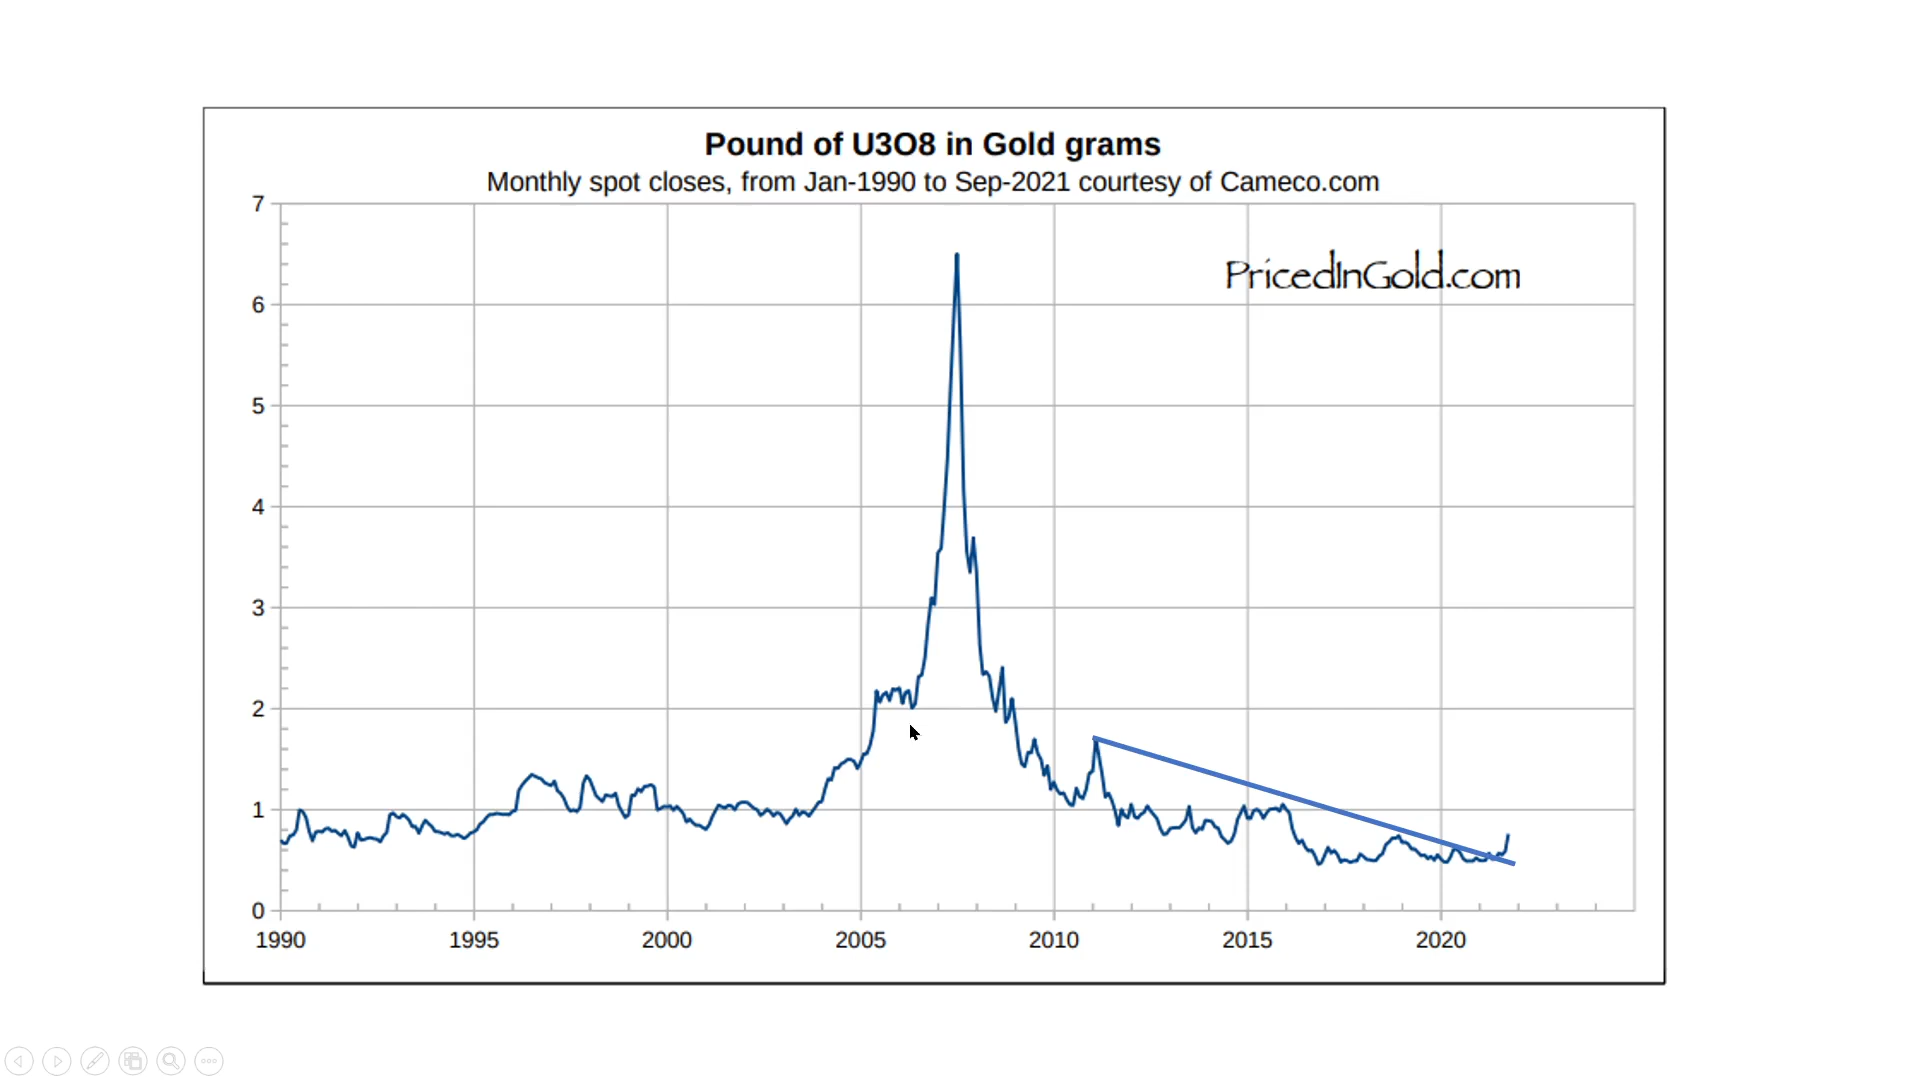 Pound of U3O8 in Gold grams
Monthly spot closes, from Jan-1990 to Sep-2021 courtesy of Cameco.com
PricedInGold.com
7
6
5
4
3
2
1
0
1990 1995 2000 2005 2010 2015 2020